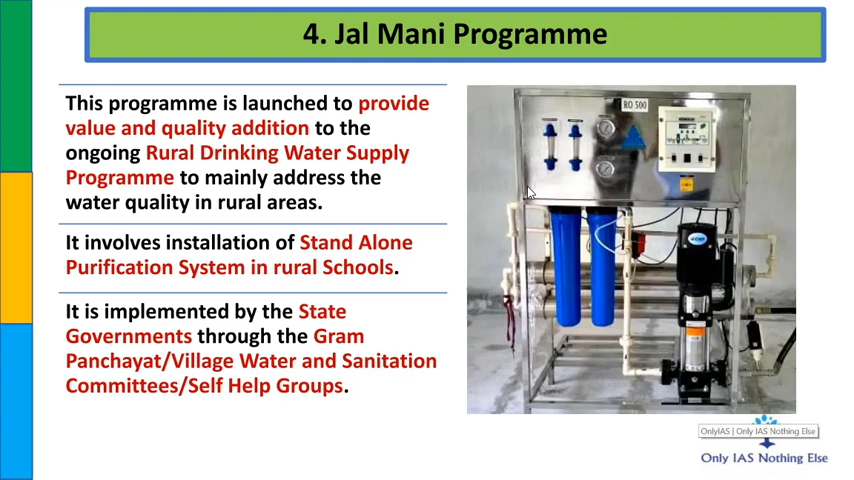 4. Jal Mani Programme
This programme is launched to provide
value and quality addition to the
ongoing Rural Drinking Water Supply
Programme to mainly address the
water quality in rural areas.
It involves installation of Stand Alone
Purification System in rural Schools.
It is implemented by the State
Governments through the Gram
Panchayat/Village Water and Sanitation
Committees/Self Help Groups.
RO 500
OnlyIAS | Only IAS Nothing Else
Only IAS Nothing Else